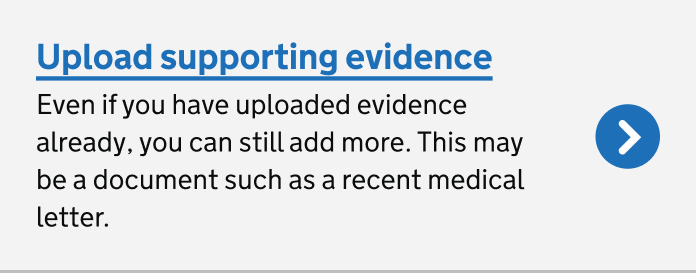 Upload supporting evidence
Even if you have uploaded evidence
already, you can still add more. This may
be a document such as a recent medical
letter.